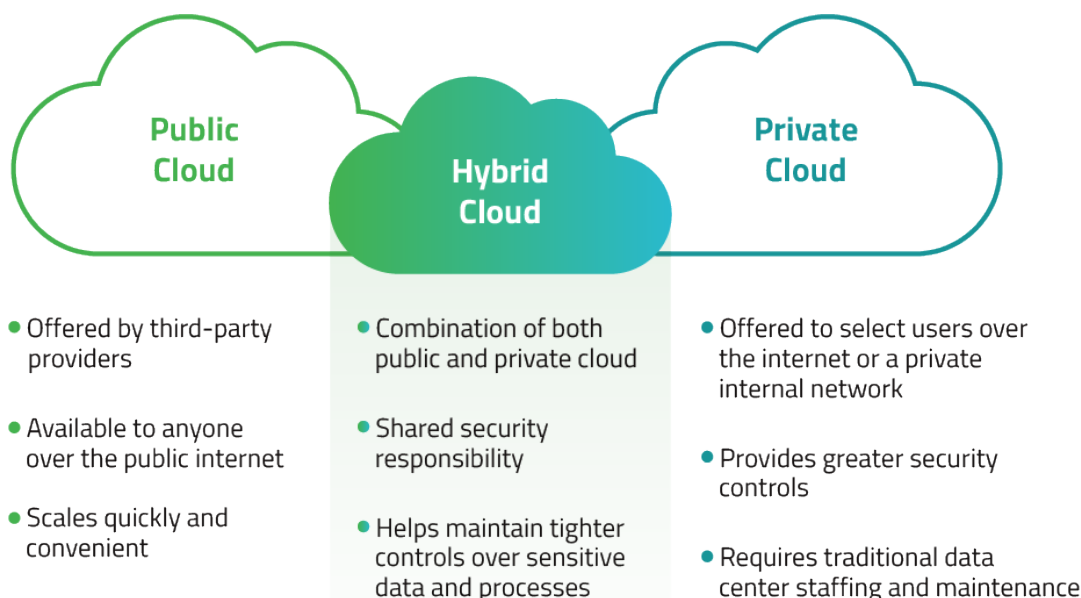 Public
Cloud
Hybrid
Cloud
Private
Cloud
• Offered by third-party
providers
• Available to anyone
over the public internet
• Scales quickly and
convenient
• Combination of both
public and private cloud
• Shared security
responsibility
• Helps maintain tighter
controls over sensitive
data and processes
• Offered to select users over
the internet or a private
internal network
• Provides greater security
controls
• Requires traditional data
center staffing and maintenance